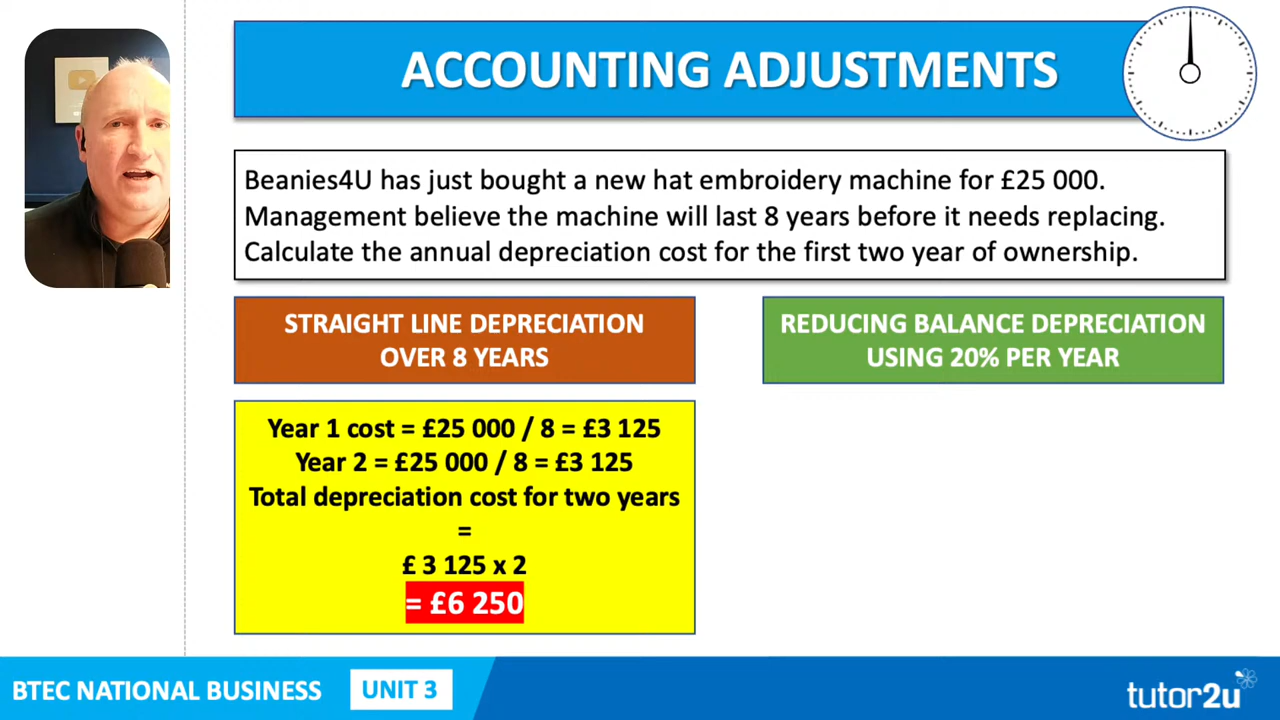 ACCOUNTING ADJUSTMENTS
Beanies4U has just bought a new hat embroidery machine for £25 000.
Management believe the machine will last 8 years before it needs replacing.
Calculate the annual depreciation cost for the first two year of ownership.
STRAIGHT LINE DEPRECIATION
OVER 8 YEARS
Year 1 cost = £25 000 / 8 = £3 125
Year 2 = £25 000 / 8 = £3 125
Total depreciation cost for two years
=
£ 3 125 x 2
= £6 250
REDUCING BALANCE DEPRECIATION
USING 20% PER YEAR
BTEC NATIONAL BUSINESS
UNIT 3
tutor2u